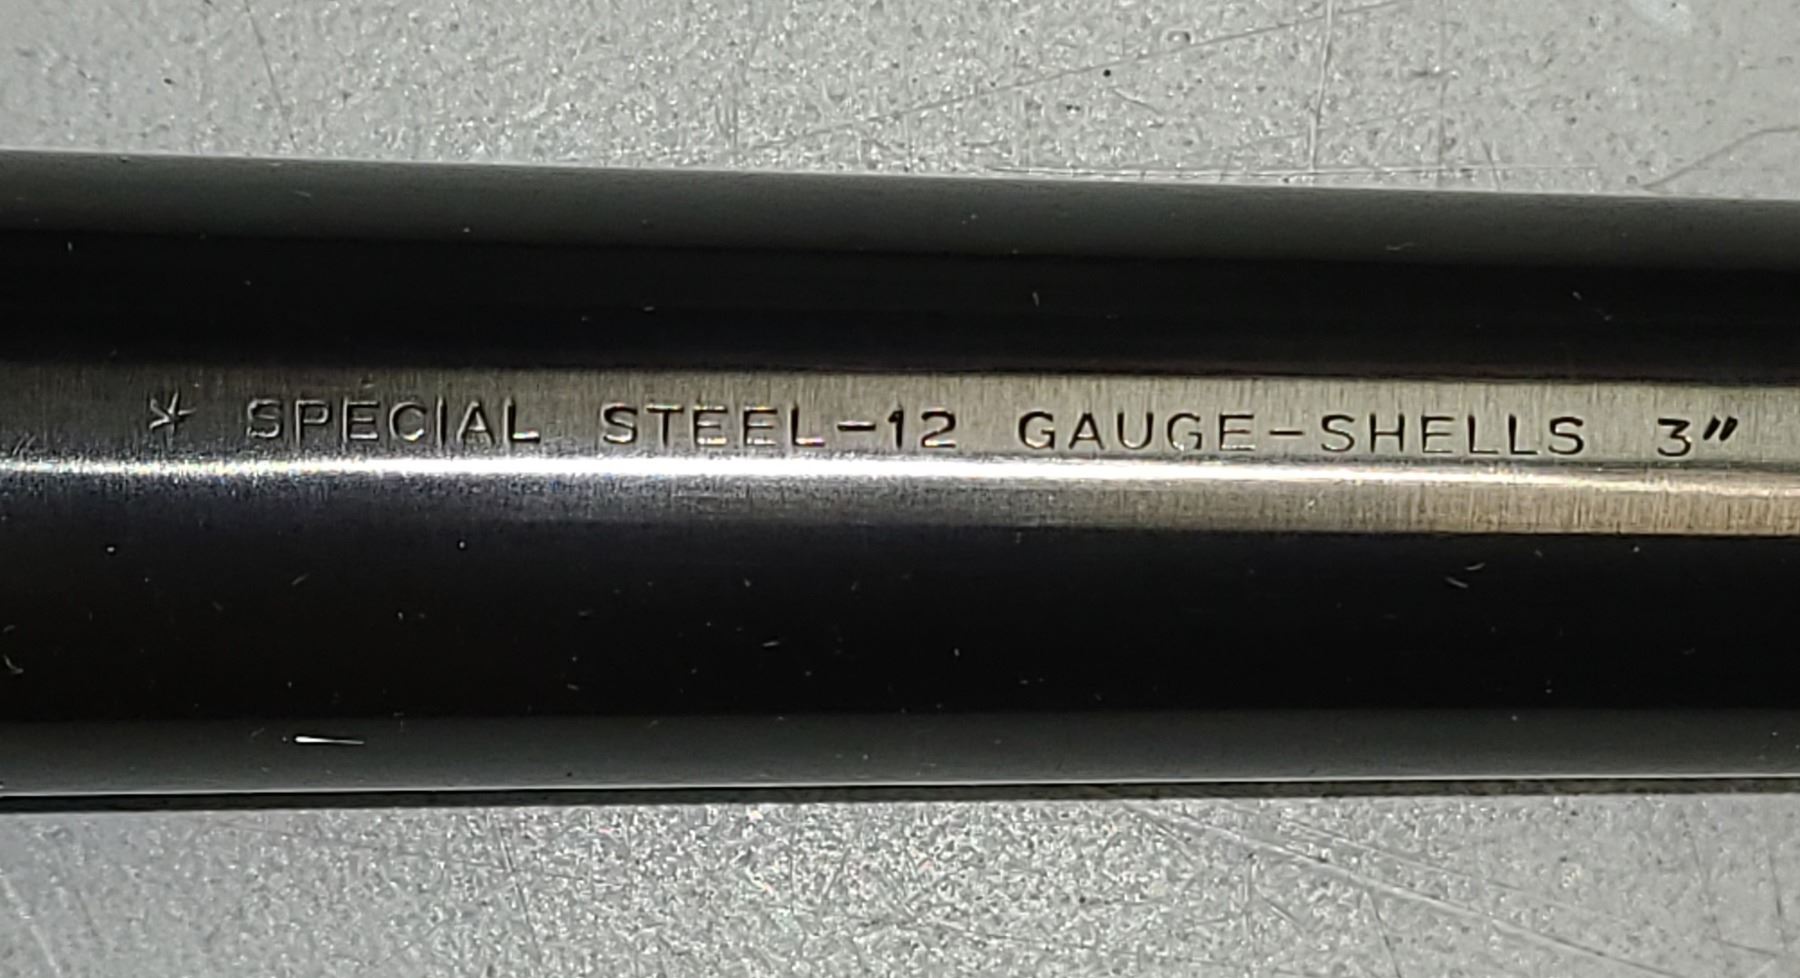 * SPECIAL STEEL-12 GAUGE-SHELLS 3"